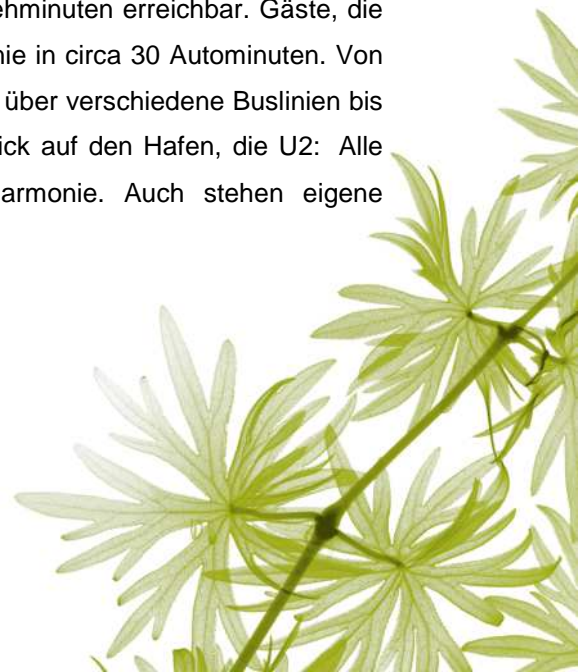 ehminuten erreichbar. Gäste, die
nie in circa 30 Autominuten. Von
über verschiedene Buslinien bis
ick auf den Hafen, die U2: Alle
armonie. Auch stehen eigene